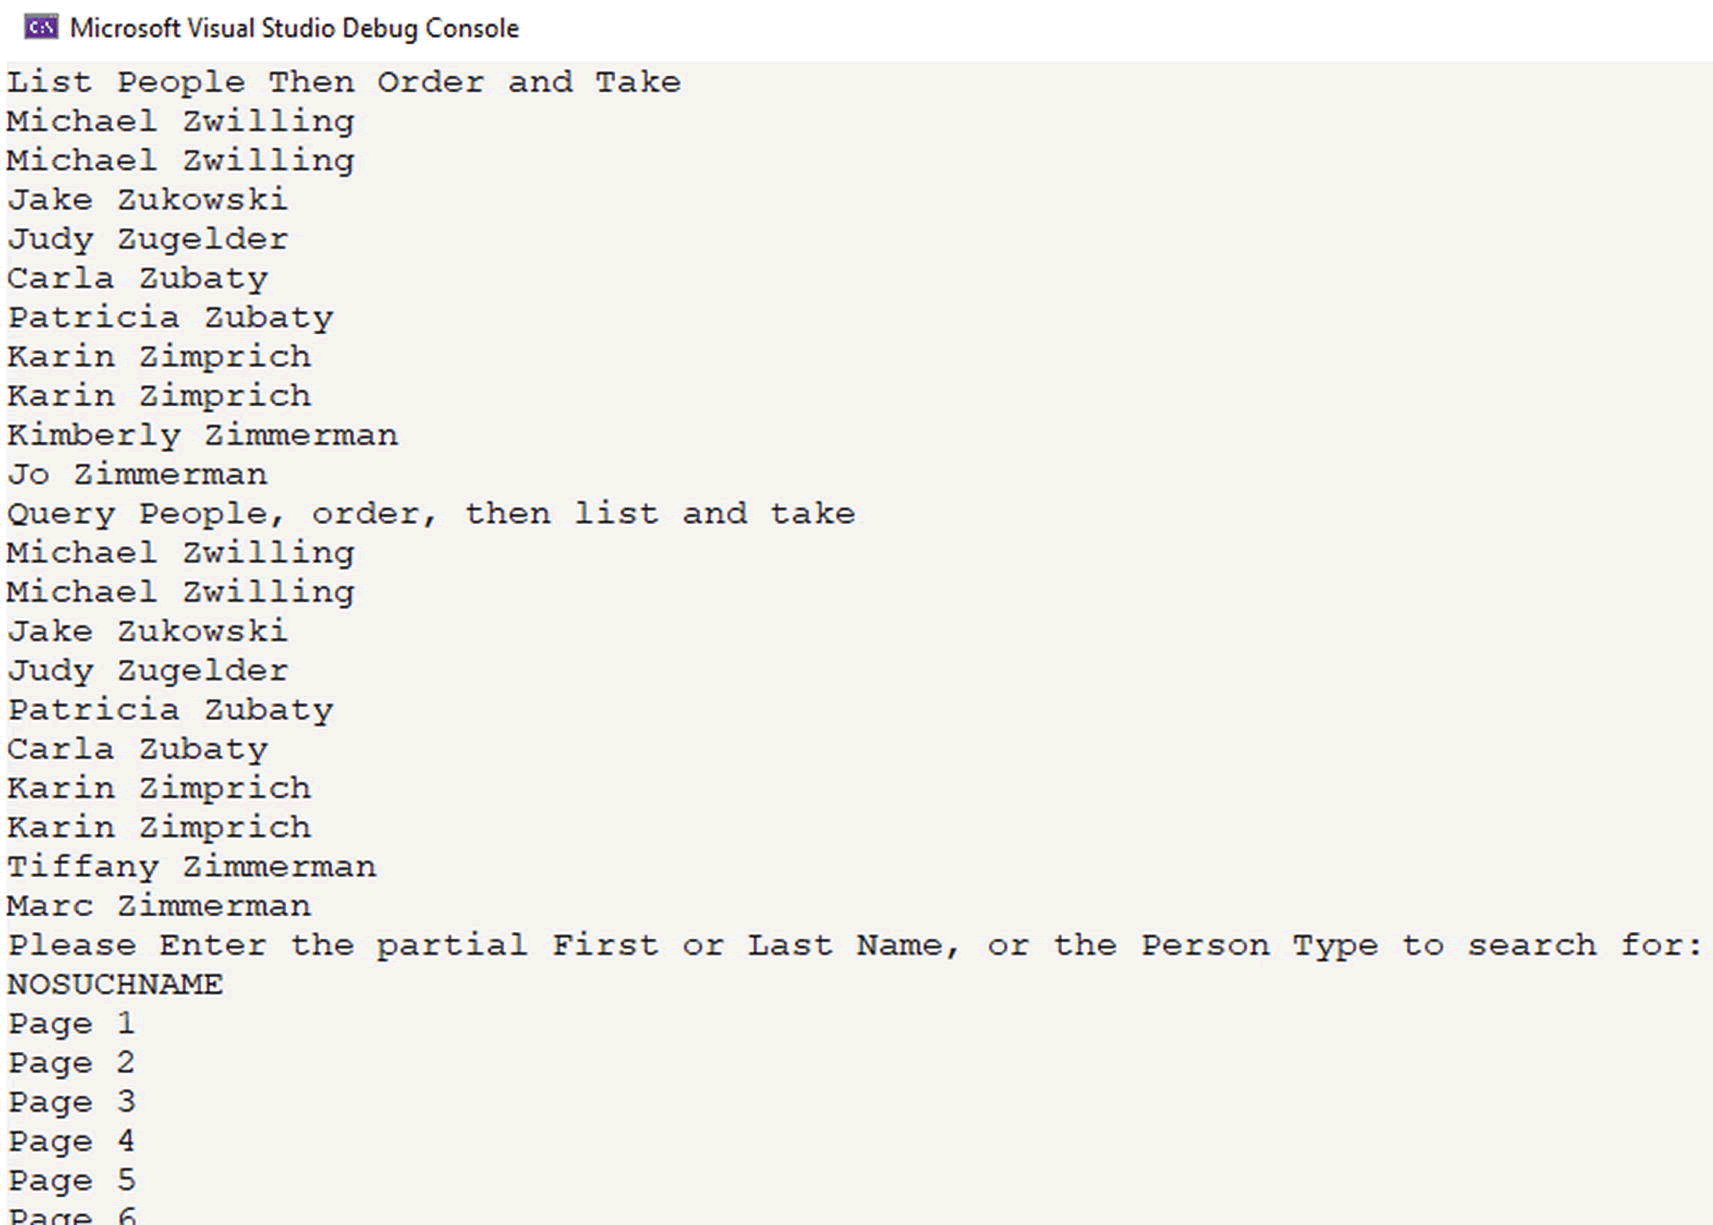 Microsoft Visual Studio Debug Console
List People Then Order and Take
Michael Zwilling
Michael Zwilling
Jake Zukowski
Judy Zugelder
Carla Zubaty
Patricia Zubaty
Karin Zimprich
Karin Zimprich
Kimberly Zimmerman
Jo Zimmerman
Query People, order, then list and take
Michael Zwilling
Michael Zwilling
Jake Zukowski
Judy Zugelder
Patricia Zubaty
Carla Zubaty
Karin Zimprich
Karin Zimprich
Tiffany Zimmerman
Marc Zimmerman
Please Enter the partial First or Last Name, or the Person Type to search for:
NOSUCHNAME
Page 1
Page 2
Page 3
Page 4
Page 5
Page 6